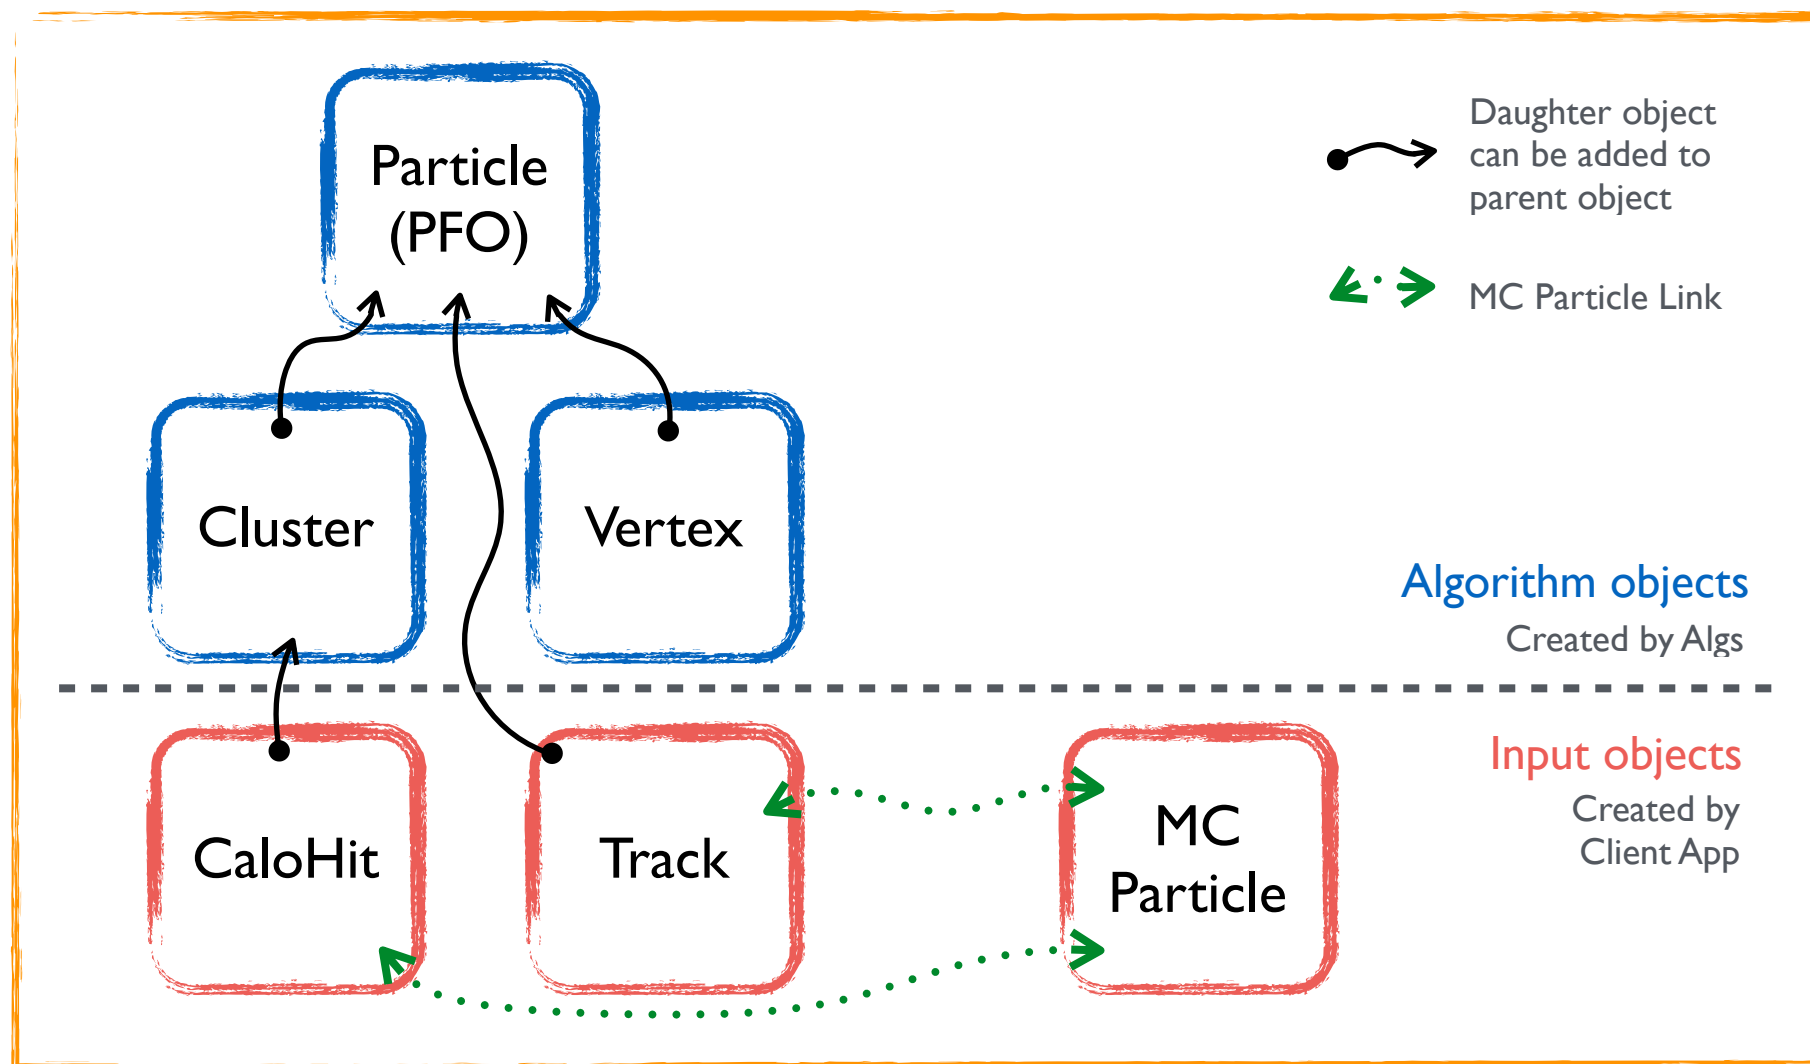 Particle
(PFO)
Daughter object
can be added to
parent object
MC Particle Link
Cluster
Vertex
Algorithm objects
Created by Algs
Input objects
Created by
Client App
CaloHit
Track
MC
Particle